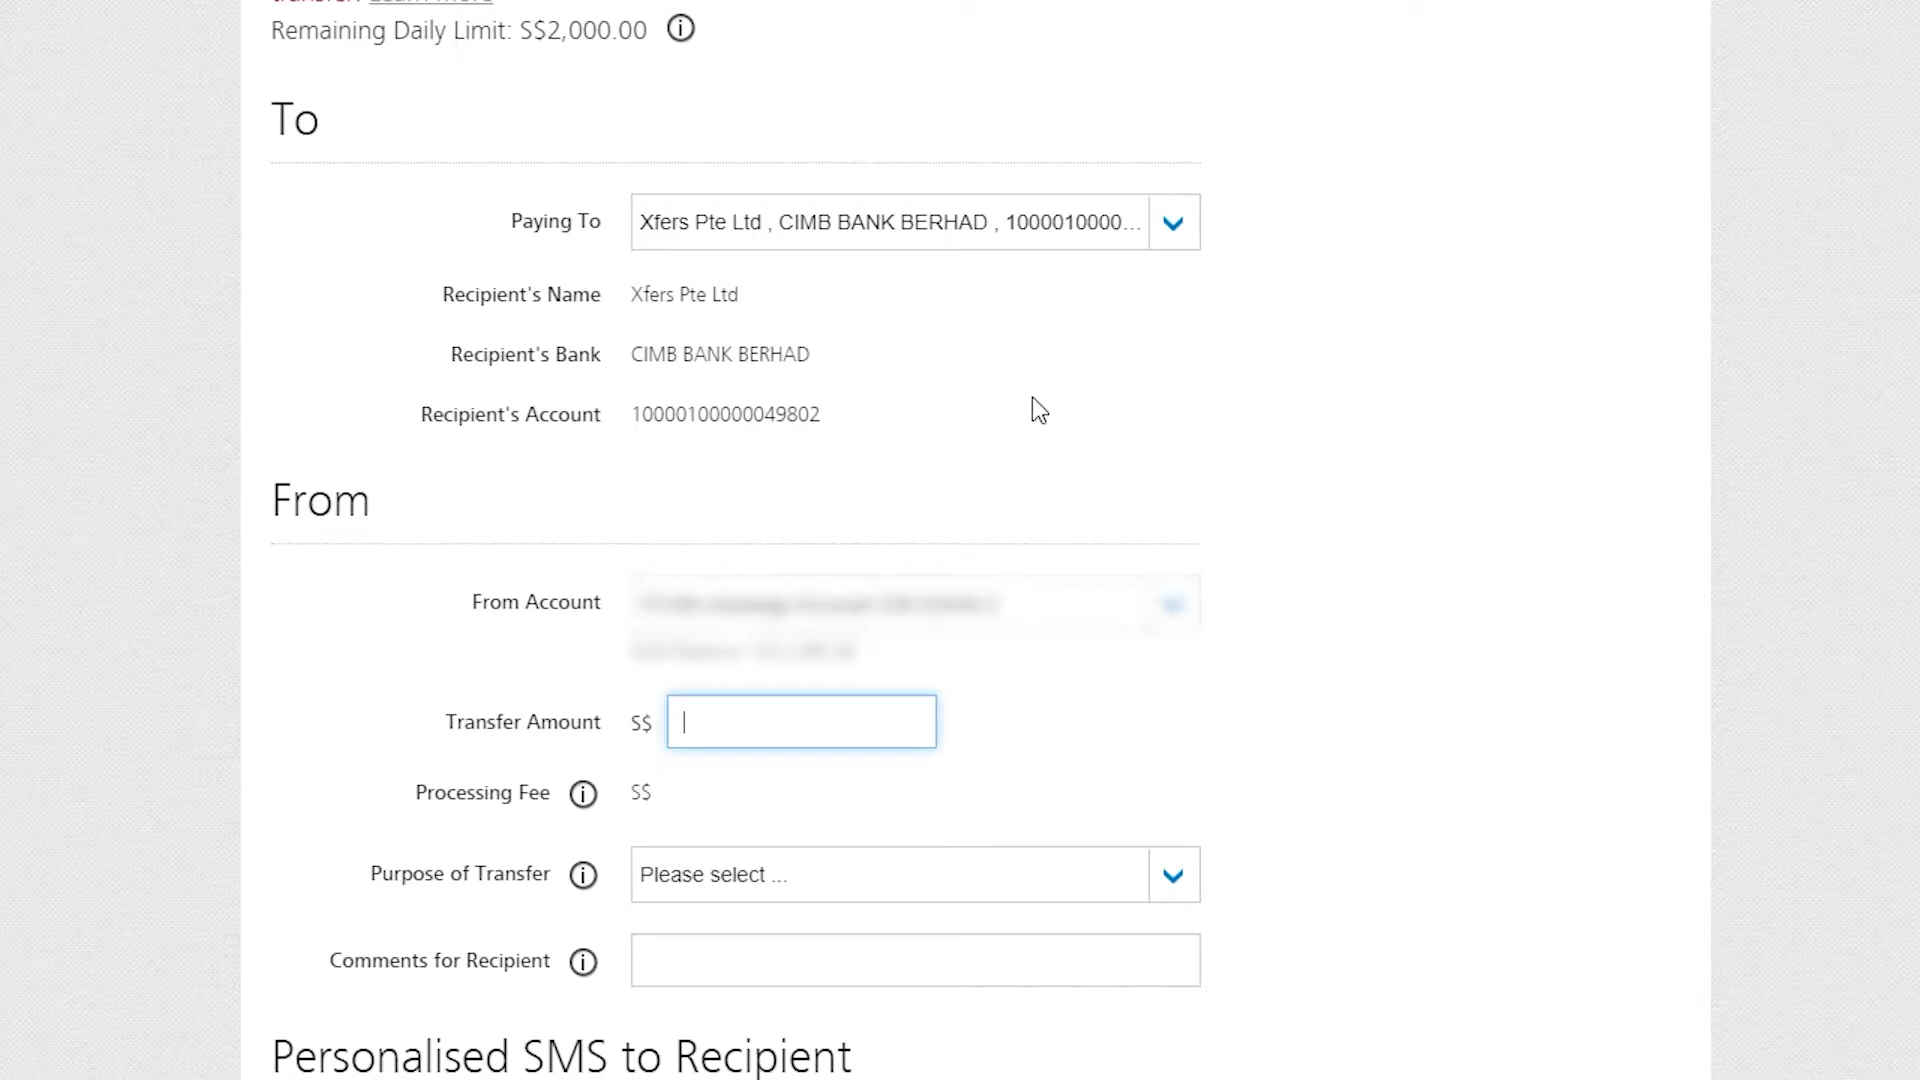 Learn More
Remaining Daily Limit: S$2,000.00
To
Paying To
Xfers Pte Ltd , CIMB BANK BERHAD , 1000010000...
Recipient's Name
Xfers Pte Ltd
Recipient's Bank
CIMB BANK BERHAD
Recipient's Account
10000100000049802
From
From Account
Transfer Amount
S$
Processing Fee
S$
Purpose of Transfer
Please select ...
Comments for Recipient
Personalised SMS to Recipient